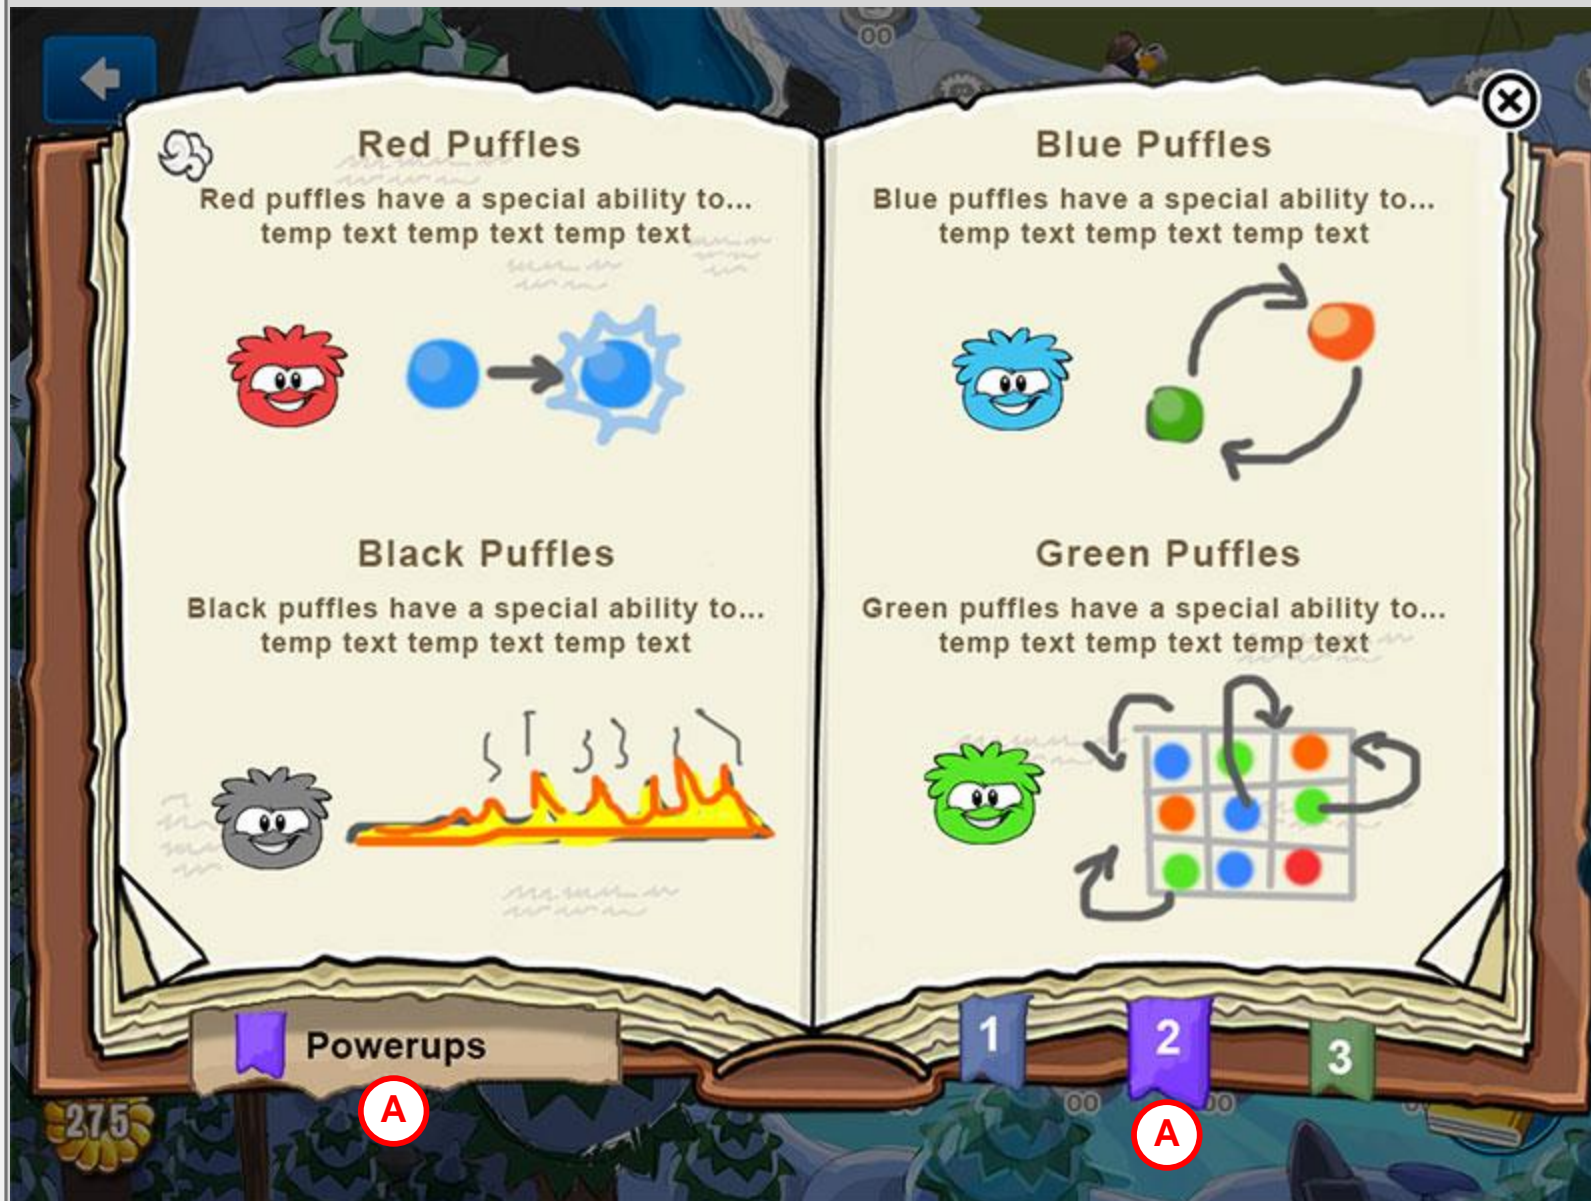 00
Red Puffles
Red puffles have a special ability to...
temp text temp text temp text
Black Puffles
Black puffles have a special ability to...
temp text temp text temp text
Blue Puffles
Blue puffles have a special ability to...
temp text temp text temp text
Green Puffles
Green puffles have a special ability to...
temp text temp text temp text
Powerups
1
2
3
A
A
275
00
00